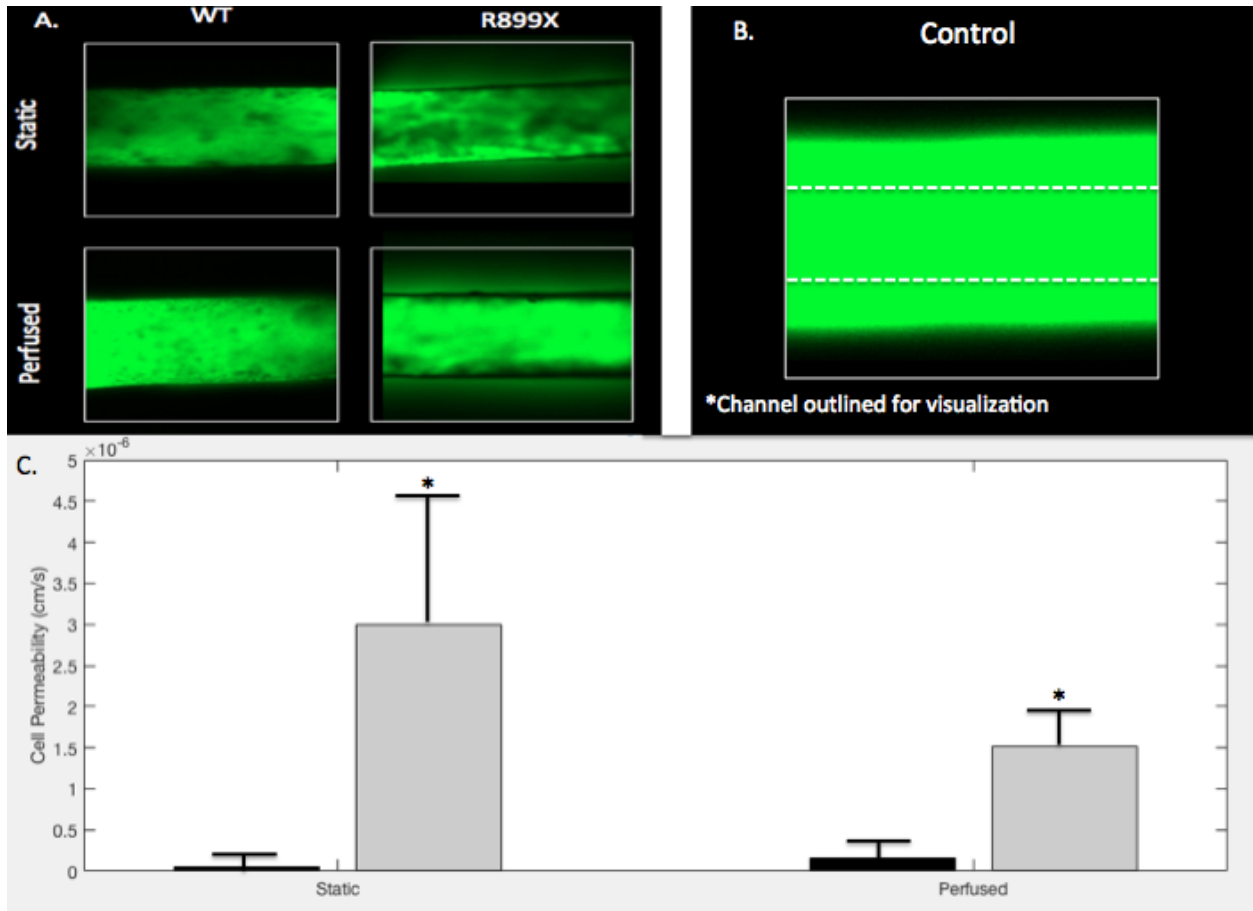 A.
WT
R899X
Static
Perfused
B.
Control
*Channel outlined for visualization
C.
×10⁻⁶
5
4.5
4
3.5
3
2.5
2
1.5
1
0.5
0
Cell Permeability (cm/s)
*
*
Static
Perfused